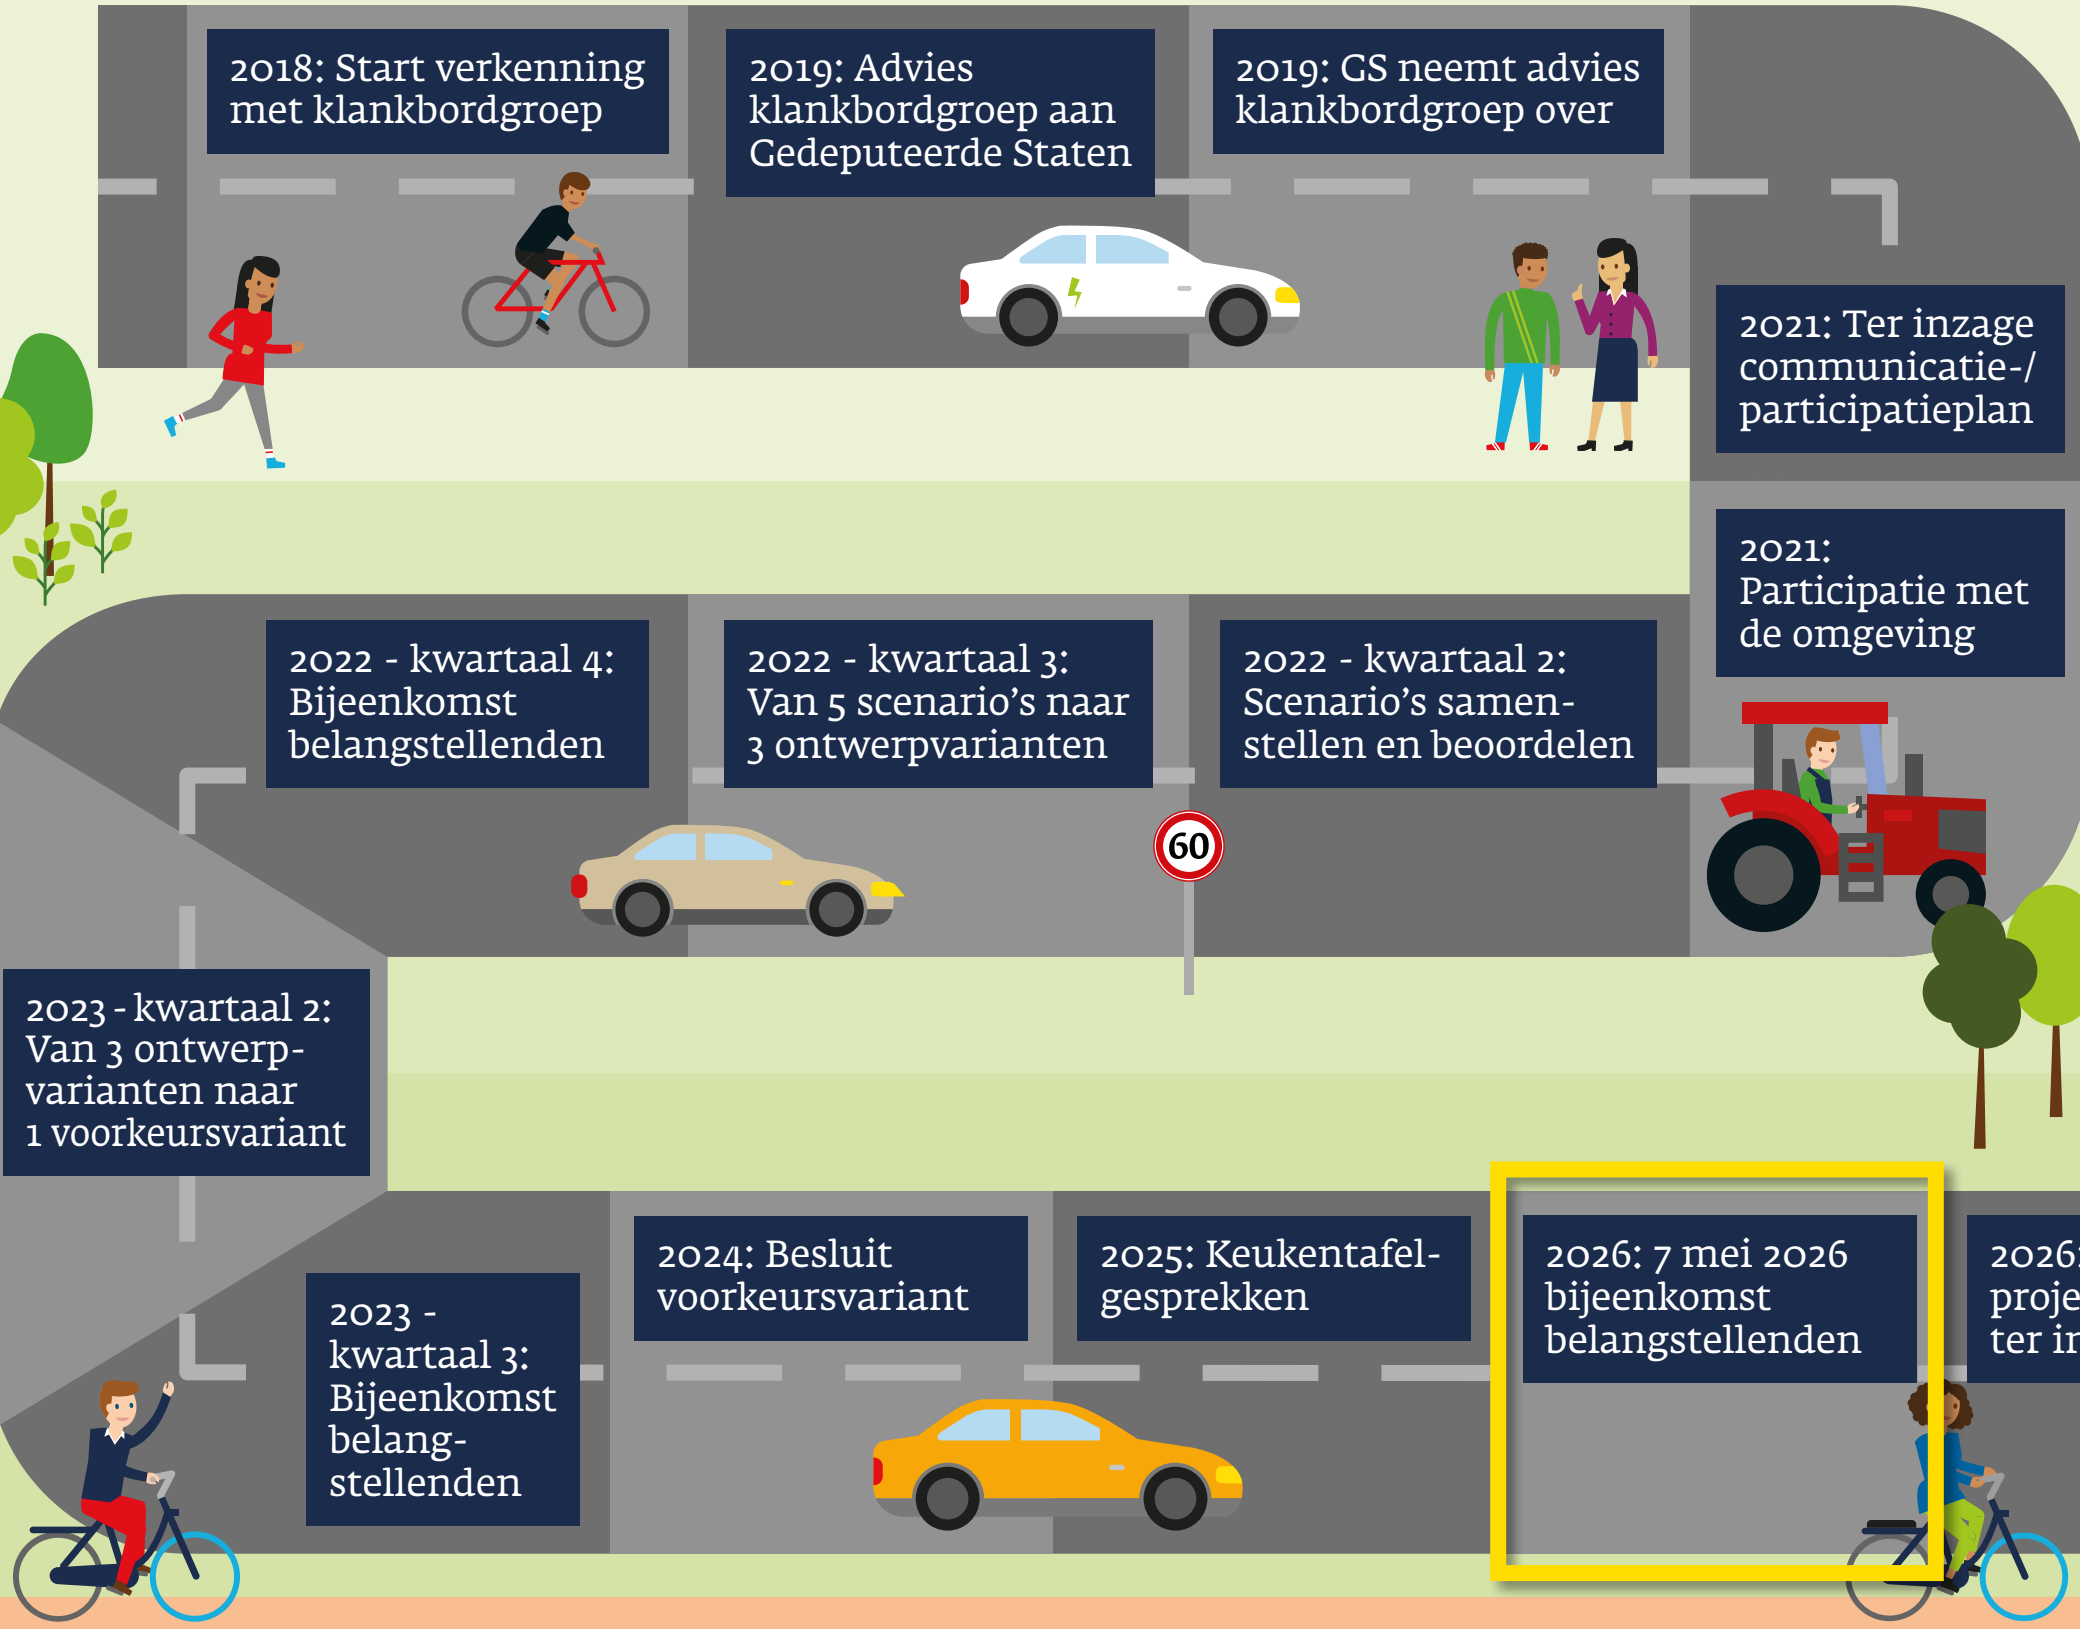 2018: Start verkenning
met klankbordgroep
2019: Advies
klankbordgroep aan
Gedeputeerde Staten
2019: GS neemt advies
klankbordgroep over
2021: Ter inzage
communicatie-/
participatieplan
2021:
Participatie met
de omgeving
2022 - kwartaal 2:
Scenario’s samen-
stellen en beoordelen
2022 - kwartaal 3:
Van 5 scenario’s naar
3 ontwerpvarianten
2022 - kwartaal 4:
Bijeenkomst
belangstellenden
60
2023 - kwartaal 2:
Van 3 ontwerp-
varianten naar
1 voorkeursvariant
2023 -
kwartaal 3:
Bijeenkomst
belang-
stellenden
2024: Besluit
voorkeursvariant
2025: Keukentafel-
gesprekken
2026: 7 mei 2026
bijeenkomst
belangstellenden
2026:
ter